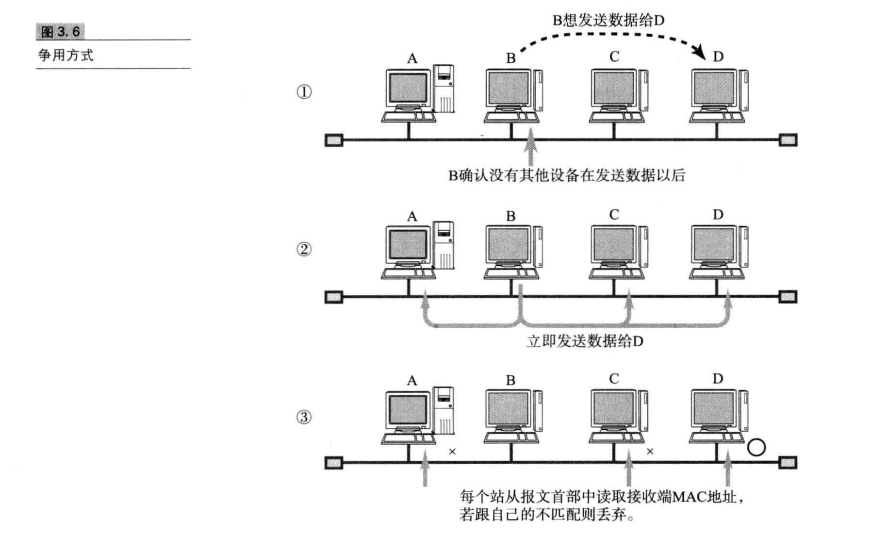 图 3.6
争用方式
B想发送数据给D
A
B
C
D
①
B确认没有其他设备在发送数据以后
A
B
C
D
②
立即发送数据给D
A
B
C
D
③
×
×
每个站从报文首部中读取接收端MAC地址，
若跟自己的不匹配则丢弃。